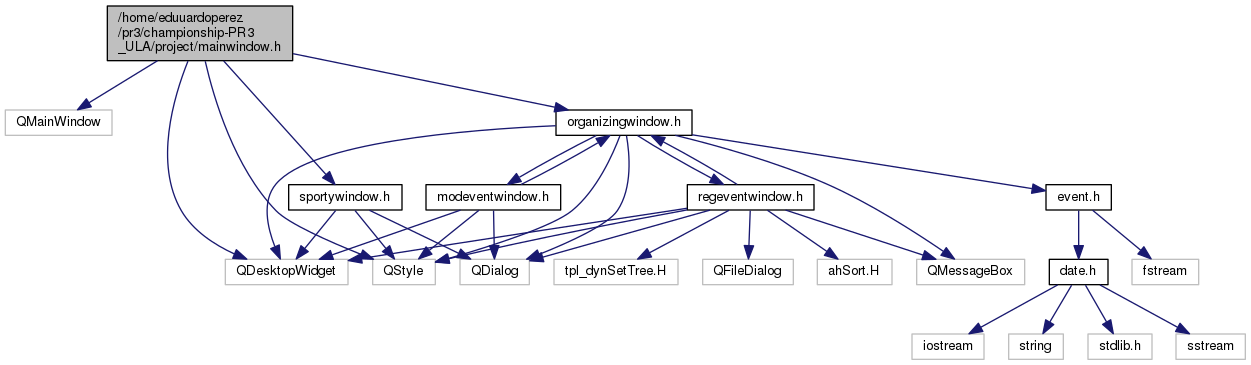 /home/eduuardoperez
/pr3/championship-PR3
_ULA/project/mainwindow.h
QMainWindow
organizingwindow.h
sportywindow.h
modeventwindow.h
regeventwindow.h
event.h
QDesktopWidget
QStyle
QDialog
tpl_dynSetTree.H
QFileDialog
ahSort.H
QMessageBox
date.h
fstream
iostream
string
stdlib.h
sstream